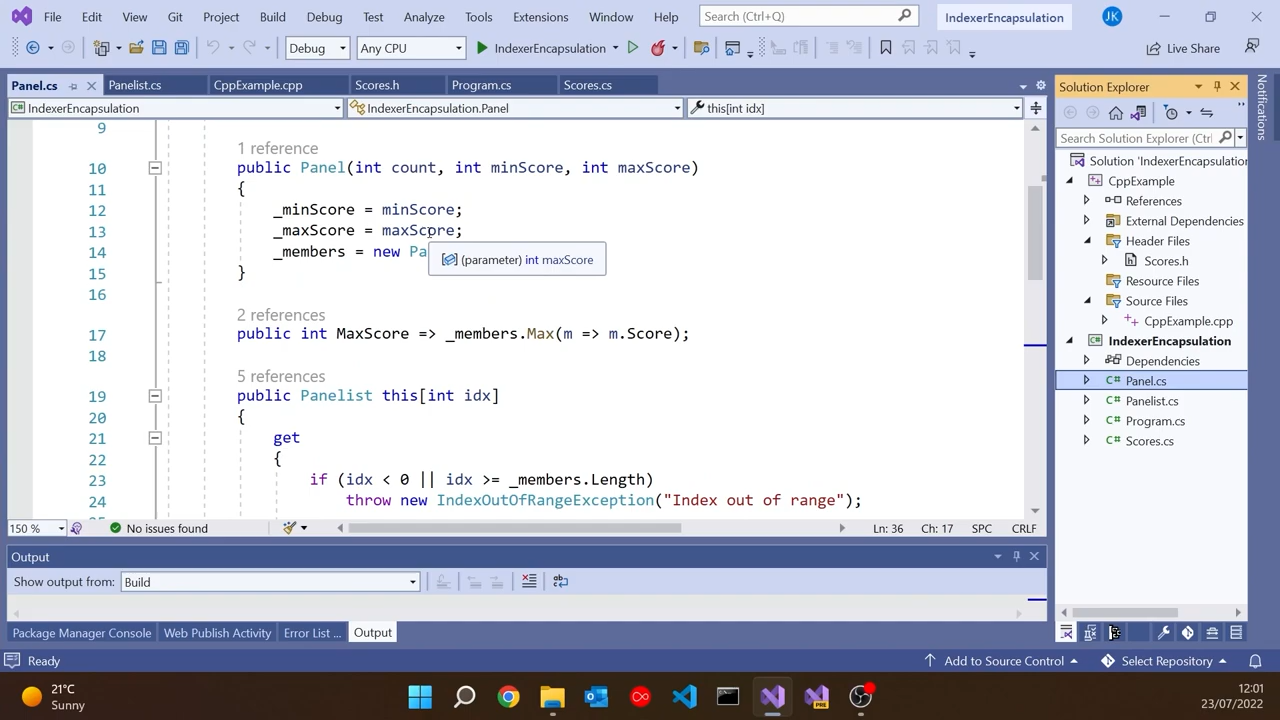 File Edit View Git Project Build Debug Test Analyze Tools Extensions Window Help Search (Ctrl+Q) IndexerEncapsulation JK
Debug Any CPU IndexerEncapsulation Live Share
Panel.cs Panelist.cs CppExample.cpp Scores.h Program.cs Scores.cs
IndexerEncapsulation IndexerEncapsulation.Panel this[int idx]
9
1 reference
10 public Panel(int count, int minScore, int maxScore)
11 {
12 _minScore = minScore;
13 _maxScore = maxScore;
14 _members = new Pa
(parameter) int maxScore
15 }
16
2 references
17 public int MaxScore => _members.Max(m => m.Score);
18
5 references
19 public Panelist this[int idx]
20 {
21 get
22 {
23 if (idx < 0 || idx >= _members.Length)
24 throw new IndexOutOfRangeException("Index out of range");
150 % No issues found Ln: 36 Ch: 17 SPC CRLF
Output
Show output from: Build
Package Manager Console Web Publish Activity Error List ... Output
Solution Explorer
Search Solution Explorer (Ctrl
Solution 'IndexerEncapsulation
CppExample
References
External Dependencies
Header Files
Scores.h
Resource Files
Source Files
CppExample.cpp
IndexerEncapsulation
Dependencies
C# Panel.cs
C# Panelist.cs
C# Program.cs
C# Scores.cs
Notifications
Ready Add to Source Control Select Repository
21°C
Sunny
PRE
12:01
23/07/2022